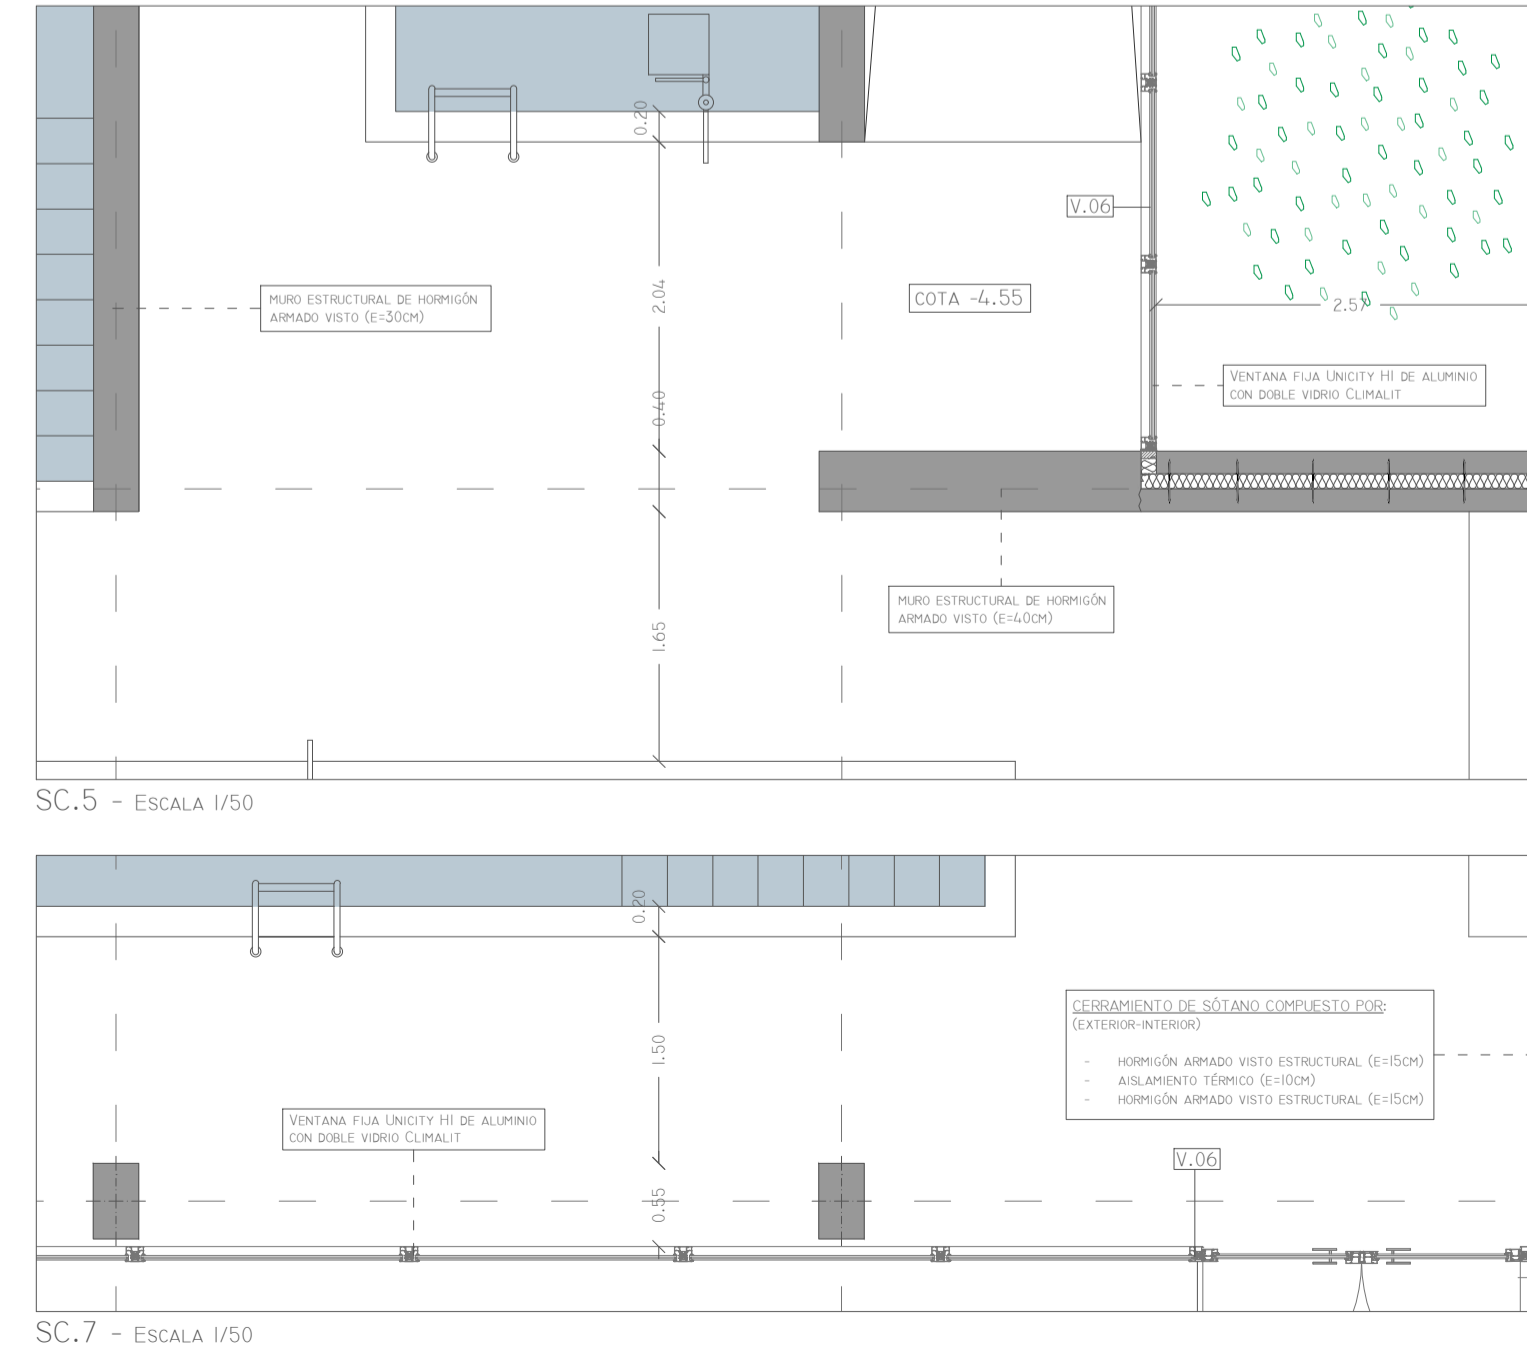 0.20
V.06
MURO ESTRUCTURAL DE HORMIGÓN
ARMADO VISTO (E=30CM)
2.04
COTA -4.55
2.57
VENTANA FIJA UNICITY HI DE ALUMINIO
CON DOBLE VIDRIO CLIMALIT
0.40
MURO ESTRUCTURAL DE HORMIGÓN
ARMADO VISTO (E=40CM)
1.65
SC.5 - ESCALA 1/50
0.20
CERRAMIENTO DE SÓTANO COMPUESTO POR:
(EXTERIOR-INTERIOR)
- HORMIGÓN ARMADO VISTO ESTRUCTURAL (E=15CM)
- AISLAMIENTO TÉRMICO (E=10CM)
- HORMIGÓN ARMADO VISTO ESTRUCTURAL (E=15CM)
1.50
VENTANA FIJA UNICITY HI DE ALUMINIO
CON DOBLE VIDRIO CLIMALIT
V.06
0.55
SC.7 - ESCALA 1/50